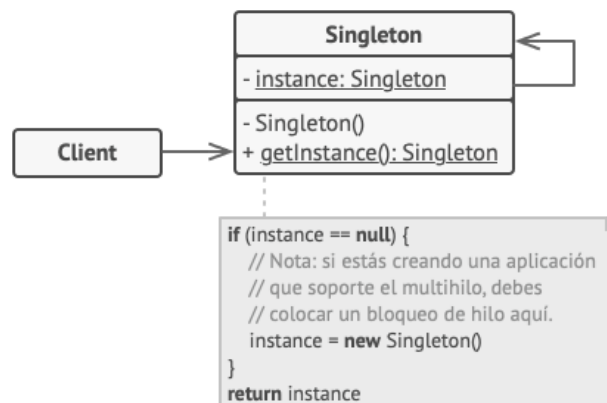 Singleton
- instance: Singleton
- Singleton()
+ getInstance(): Singleton
Client
if (instance == null) {
// Nota: si estás creando una aplicación
// que soporte el multihilo, debes
// colocar un bloqueo de hilo aquí.
instance = new Singleton()
}
return instance